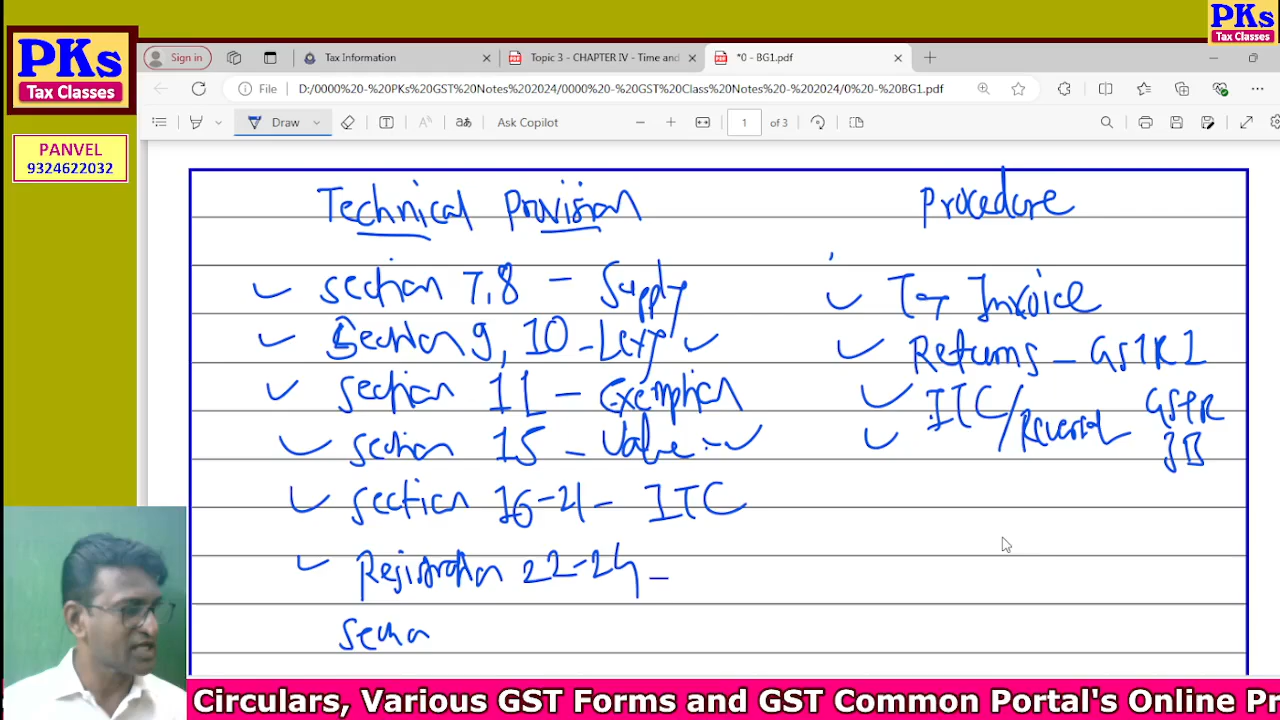 PKs
Tax Classes
PKs
Tax Classes
Sign in
Tax Information
Topic 3 - CHAPTER IV - Time and
*0 - BG1.pdf
File
D:/0000%20-%20PKs%20GST%20Notes%202024/0000%20-%20GST%20Class%20Notes%20-%202024/0%20-%20BG1.pdf
Draw
Ask Copilot
1 of 3
PANVEL
9324622032
Technical Provision
Procedure
Section 7,8 - Supply
Tax Invoice
Section 9, 10 - Levy
Returns - GSTR 1
Section 11 - Exemption
ITC/Reversal GSTR 3B
Section 15 - Value
Section 16-21 - ITC
Registration 22-24 -
Circulars, Various GST Forms and GST Common Portal's Online Pr